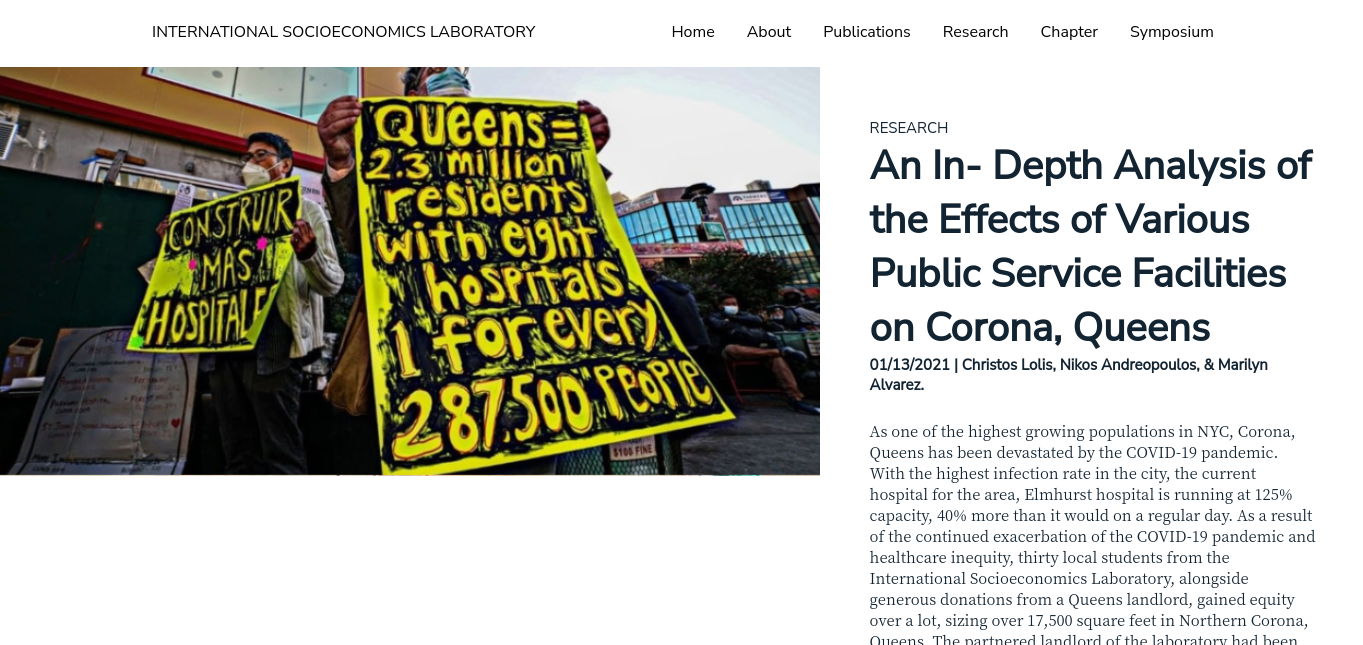 INTERNATIONAL SOCIOECONOMICS LABORATORY
Home
About
Publications
Research
Chapter
Symposium
CONSTRUIR
MÁS
HOSPITALE
QUeens=
2.3 million
residents
with eight
hospitals
1 for every
287,500 PEOPLE
$100 FINE
RESEARCH
An In- Depth Analysis of
the Effects of Various
Public Service Facilities
on Corona, Queens
01/13/2021 | Christos Lolis, Nikos Andreopoulos, & Marilyn
Alvarez.
As one of the highest growing populations in NYC, Corona,
Queens has been devastated by the COVID-19 pandemic.
With the highest infection rate in the city, the current
hospital for the area, Elmhurst hospital is running at 125%
capacity, 40% more than it would on a regular day. As a result
of the continued exacerbation of the COVID-19 pandemic and
healthcare inequity, thirty local students from the
International Socioeconomics Laboratory, alongside
generous donations from a Queens landlord, gained equity
over a lot, sizing over 17,500 square feet in Northern Corona,
Queens. The partnered landlord of the laboratory had been